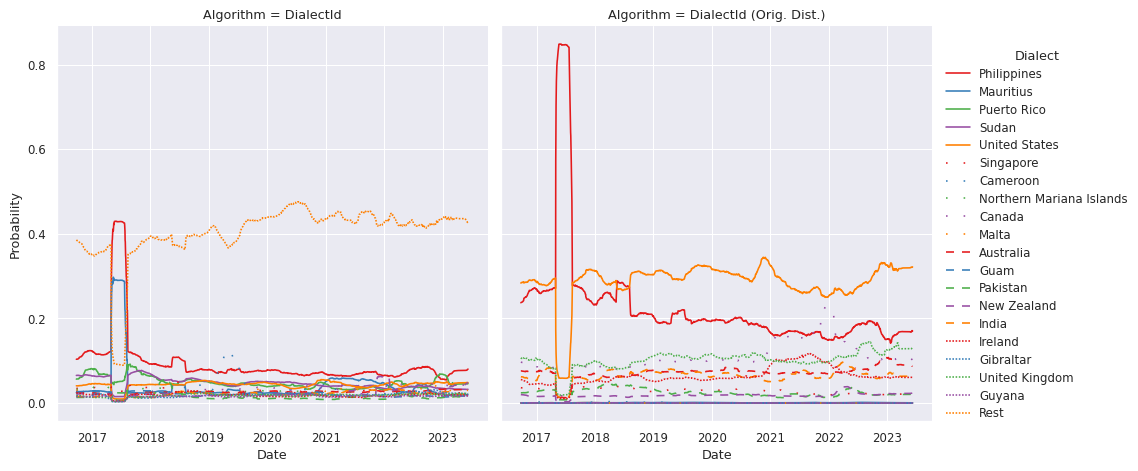 Algorithm = DialectId
Algorithm = DialectId (Orig. Dist.)
Probability
0.8
0.6
0.4
0.2
0.0
2017 2018 2019 2020 2021 2022 2023
Date
2017 2018 2019 2020 2021 2022 2023
Date
Dialect
Philippines
Mauritius
Puerto Rico
Sudan
United States
Singapore
Cameroon
Northern Mariana Islands
Canada
Malta
Australia
Guam
Pakistan
New Zealand
India
Ireland
Gibraltar
United Kingdom
Guyana
Rest